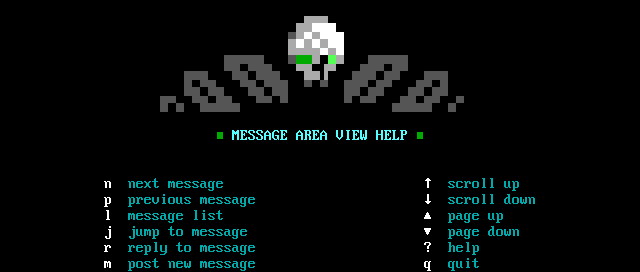 MESSAGE AREA VIEW HELP
n next message ↑ scroll up
p previous message ↓ scroll down
l message list ▲ page up
j jump to message ▼ page down
r reply to message ? help
m post new message q quit